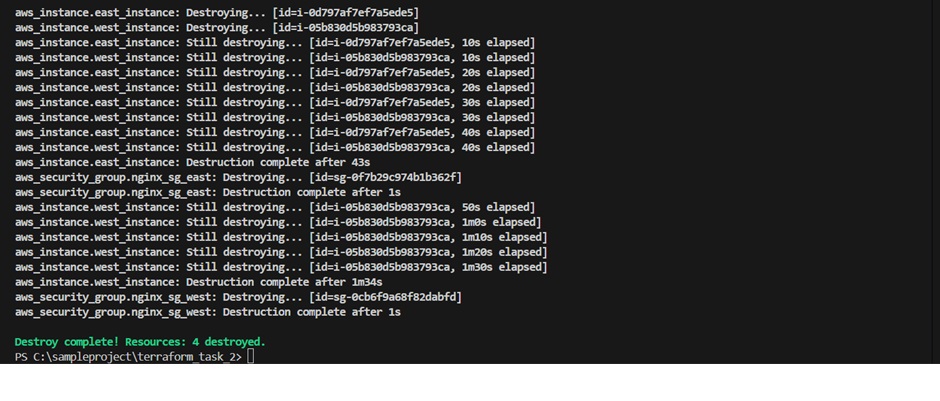 aws_instance.east_instance: Destroying... [id=i-0d797af7ef7a5ede5]
aws_instance.west_instance: Destroying... [id=i-05b830d5b983793ca]
aws_instance.east_instance: Still destroying... [id=i-0d797af7ef7a5ede5, 10s elapsed]
aws_instance.west_instance: Still destroying... [id=i-05b830d5b983793ca, 10s elapsed]
aws_instance.east_instance: Still destroying... [id=i-0d797af7ef7a5ede5, 20s elapsed]
aws_instance.west_instance: Still destroying... [id=i-05b830d5b983793ca, 20s elapsed]
aws_instance.east_instance: Still destroying... [id=i-0d797af7ef7a5ede5, 30s elapsed]
aws_instance.west_instance: Still destroying... [id=i-05b830d5b983793ca, 30s elapsed]
aws_instance.east_instance: Still destroying... [id=i-0d797af7ef7a5ede5, 40s elapsed]
aws_instance.west_instance: Still destroying... [id=i-05b830d5b983793ca, 40s elapsed]
aws_instance.east_instance: Destruction complete after 43s
aws_security_group.nginx_sg_east: Destroying... [id=sg-0f7b29c974b1b362f]
aws_security_group.nginx_sg_east: Destruction complete after 1s
aws_instance.west_instance: Still destroying... [id=i-05b830d5b983793ca, 50s elapsed]
aws_instance.west_instance: Still destroying... [id=i-05b830d5b983793ca, 1m0s elapsed]
aws_instance.west_instance: Still destroying... [id=i-05b830d5b983793ca, 1m10s elapsed]
aws_instance.west_instance: Still destroying... [id=i-05b830d5b983793ca, 1m20s elapsed]
aws_instance.west_instance: Still destroying... [id=i-05b830d5b983793ca, 1m30s elapsed]
aws_instance.west_instance: Destruction complete after 1m34s
aws_security_group.nginx_sg_west: Destroying... [id=sg-0cb6f9a68f82dabfd]
aws_security_group.nginx_sg_west: Destruction complete after 1s
Destroy complete! Resources: 4 destroyed.
PS C:\sampleproject\terraform_task_2>